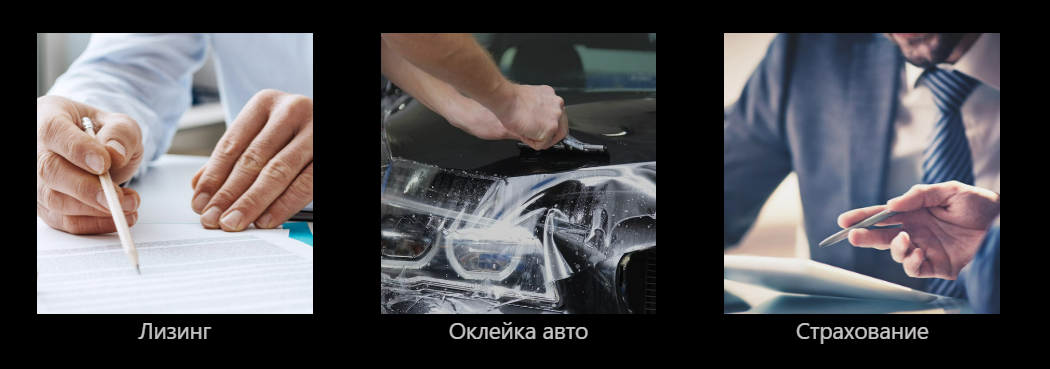 Лизинг
Оклейка авто
Страхование